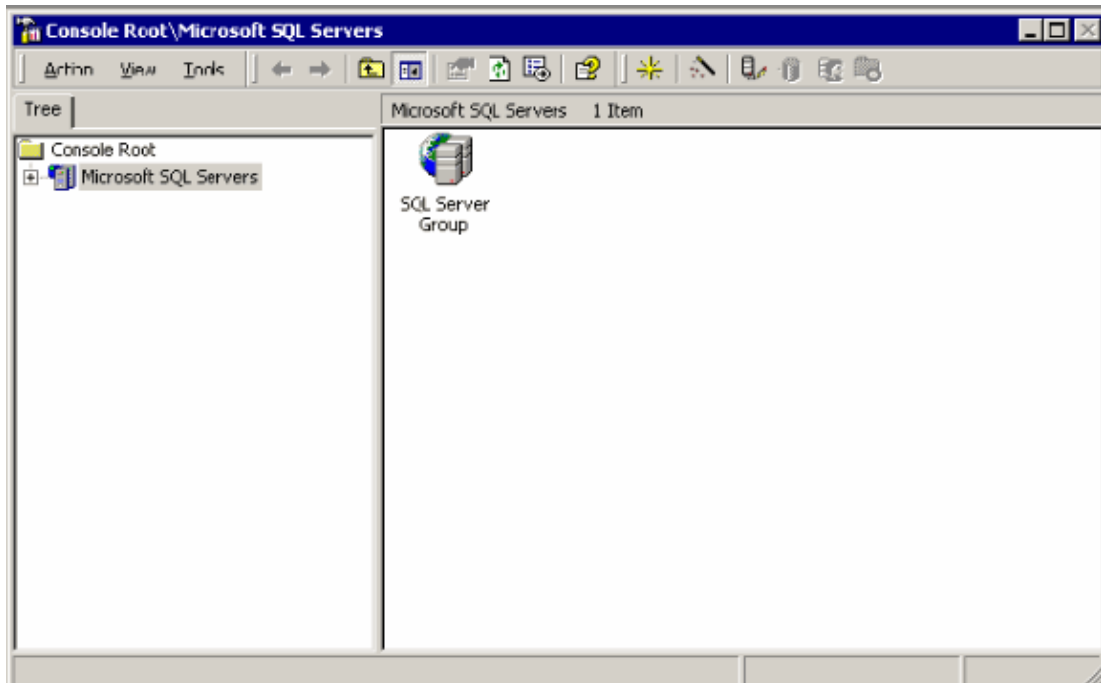 Console Root\Microsoft SQL Servers
Action View Tools
Tree
Microsoft SQL Servers 1 Item
Console Root
Microsoft SQL Servers
SQL Server
Group